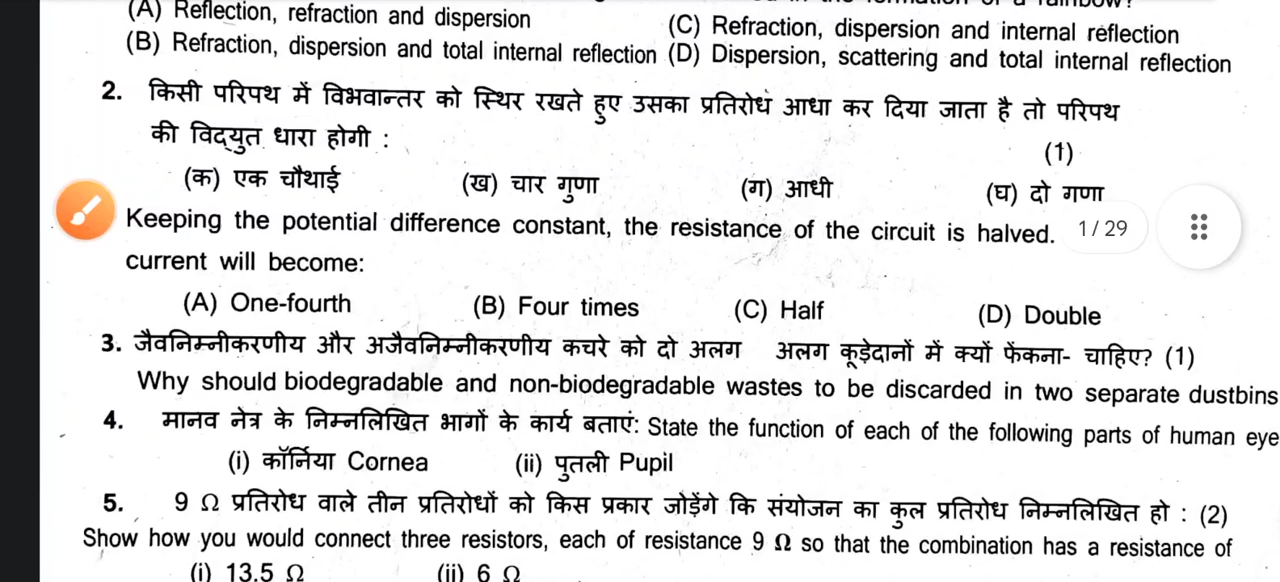 (A) Reflection, refraction and dispersion
(C) Refraction, dispersion and internal reflection
(B) Refraction, dispersion and total internal reflection (D) Dispersion, scattering and total internal reflection
2. किसी परिपथ में विभवान्तर को स्थिर रखते हुए उसका प्रतिरोध आधा कर दिया जाता है तो परिपथ
की विद्युत धारा होगी :
(1)
(क) एक चौथाई (ख) चार गुणा (ग) आधी (घ) दो गणा
Keeping the potential difference constant, the resistance of the circuit is halved.
1 / 29
current will become:
(A) One-fourth (B) Four times (C) Half (D) Double
3. जैवनिम्नीकरणीय और अजैवनिम्नीकरणीय कचरे को दो अलग अलग कूड़ेदानों में क्यों फेंकना- चाहिए? (1)
Why should biodegradable and non-biodegradable wastes to be discarded in two separate dustbins
4. मानव नेत्र के निम्नलिखित भागों के कार्य बताएं: State the function of each of the following parts of human eye
(i) कॉर्निया Cornea (ii) पुतली Pupil
5. 9 Ω प्रतिरोध वाले तीन प्रतिरोधों को किस प्रकार जोड़ेंगे कि संयोजन का कुल प्रतिरोध निम्नलिखित हो : (2)
Show how you would connect three resistors, each of resistance 9 Ω so that the combination has a resistance of
(i) 13.5 Ω (ii) 6 Ω